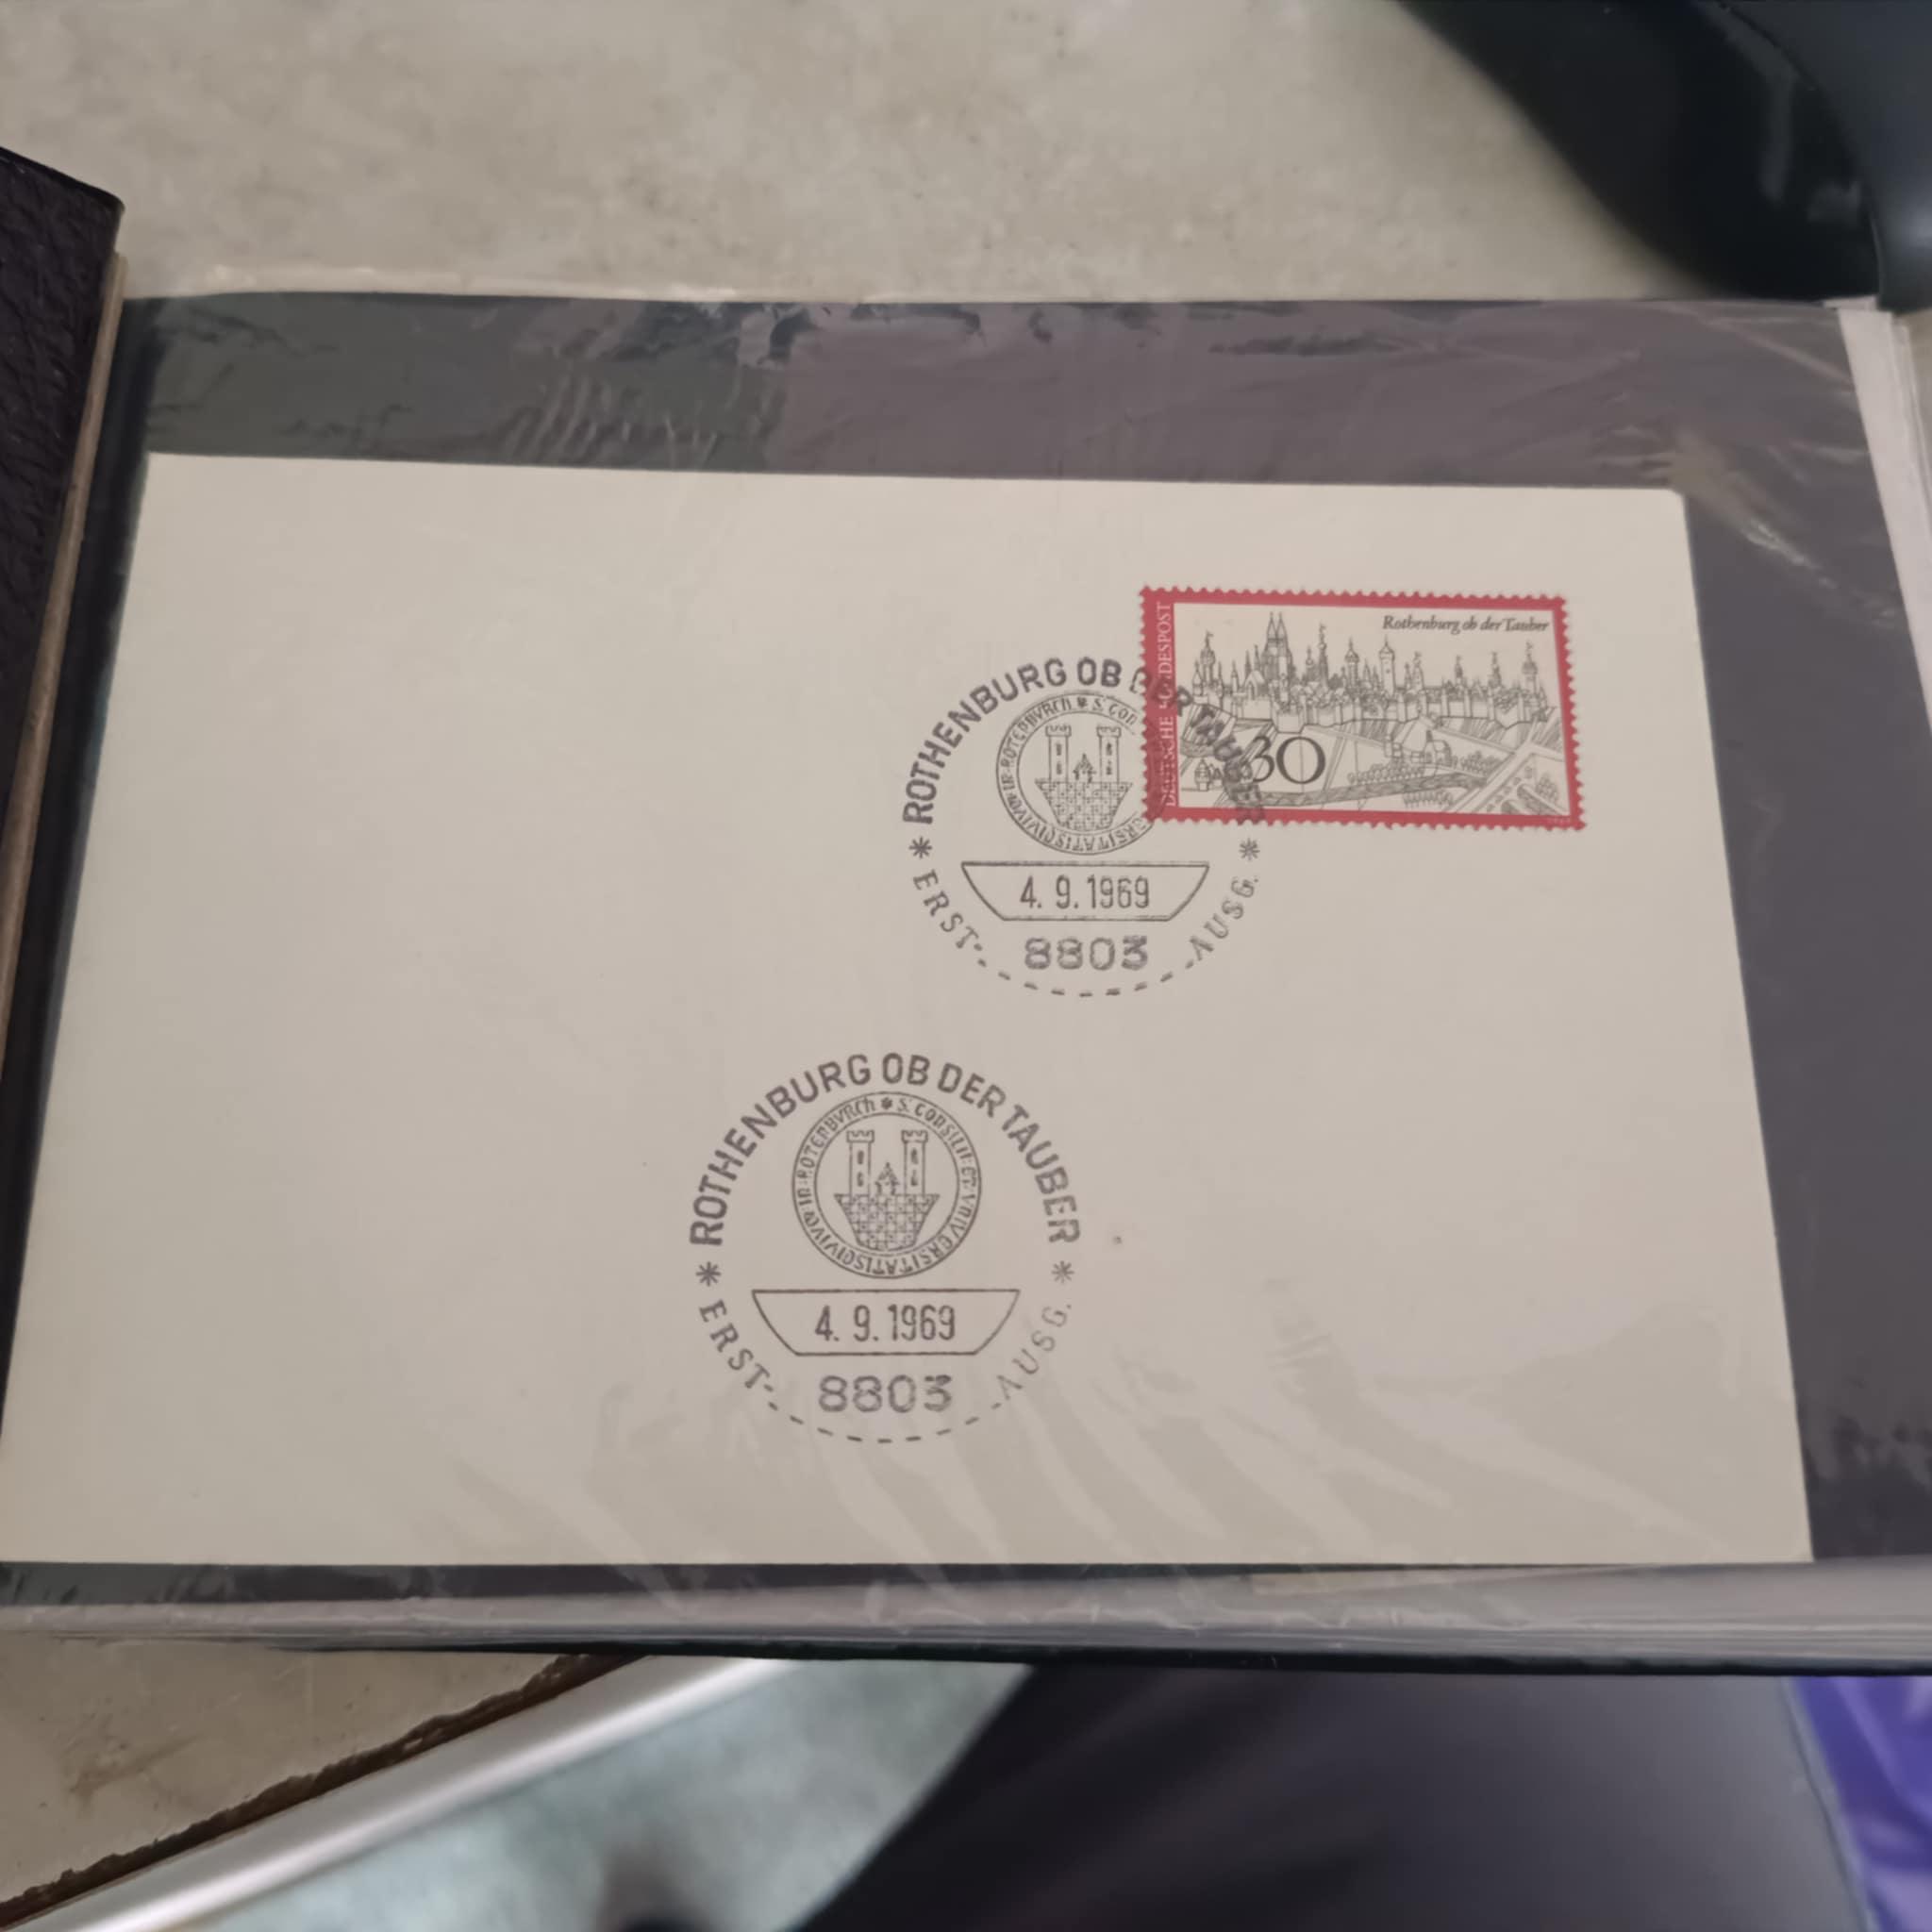 Rothenburg ob der Tauber
DEUTSCHE BUNDESPOST
30
ROTHENBURG OB DER TAUBER
4. 9. 1969
ERST- -AUSG.
8803
ROTHENBURG OB DER TAUBER
4. 9. 1969
ERST- -AUSG.
8803